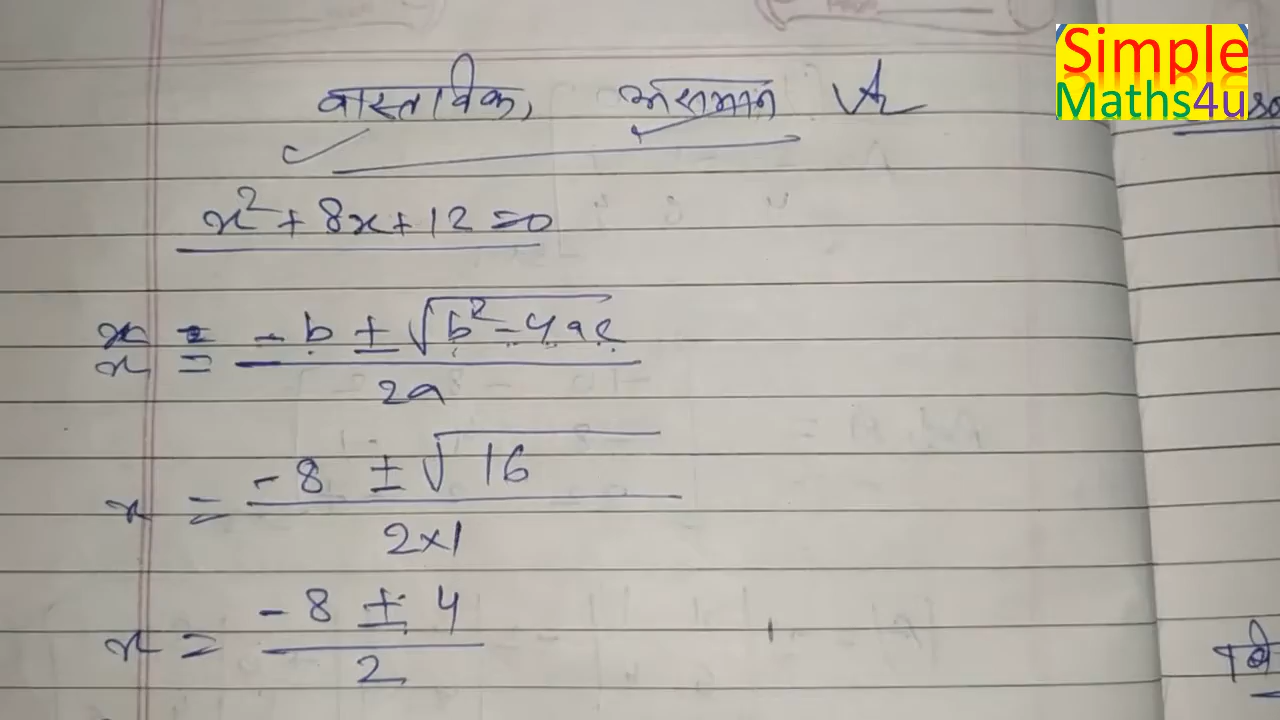 Simple
Maths4u
वास्तविक, असमान
x² + 8x + 12 = 0
x = -b ± √b² - 4ac
x = 2a
x = -8 ± √16
2×1
x = -8 ± 4
2